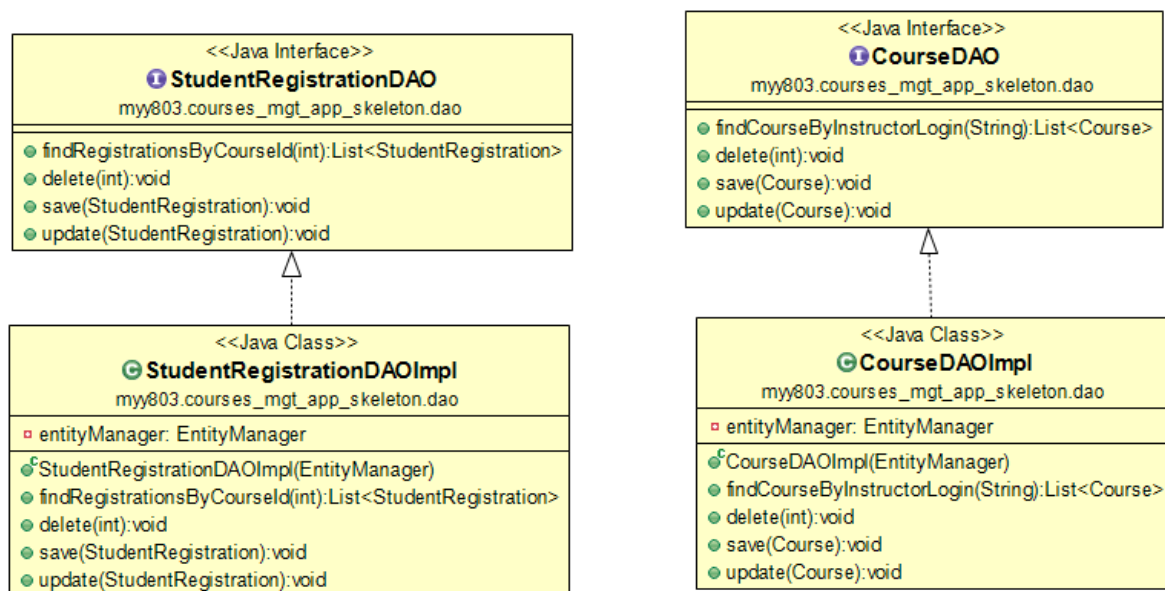 <<Java Interface>>
StudentRegistrationDAO
myy803.courses_mgt_app_skeleton.dao
findRegistrationsByCourseId(int):List<StudentRegistration>
delete(int):void
save(StudentRegistration):void
update(StudentRegistration):void
<<Java Class>>
StudentRegistrationDAOImpl
myy803.courses_mgt_app_skeleton.dao
entityManager: EntityManager
StudentRegistrationDAOImpl(EntityManager)
findRegistrationsByCourseId(int):List<StudentRegistration>
delete(int):void
save(StudentRegistration):void
update(StudentRegistration):void
<<Java Interface>>
CourseDAO
myy803.courses_mgt_app_skeleton.dao
findCourseByInstructorLogin(String):List<Course>
delete(int):void
save(Course):void
update(Course):void
<<Java Class>>
CourseDAOImpl
myy803.courses_mgt_app_skeleton.dao
entityManager: EntityManager
CourseDAOImpl(EntityManager)
findCourseByInstructorLogin(String):List<Course>
delete(int):void
save(Course):void
update(Course):void